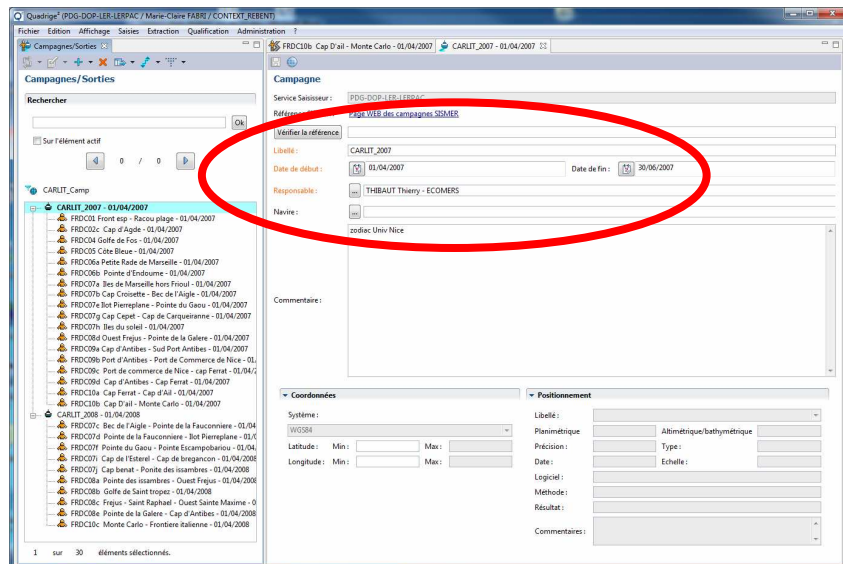 Quadrige² (PDG-DOP-LER-LERPAC / Marie-Claire FABRI / CONTEXT_REBENT)
Fichier Edition Affichage Saisies Extraction Qualification Administration ?
Campagnes/Sorties
FRDC10b Cap D'ail - Monte Carlo - 01/04/2007
CARLIT_2007 - 01/04/2007
Campagnes/Sorties
Rechercher
Ok
Sur l'élément actif
0 / 0
CARLIT_Camp
CARLIT_2007 - 01/04/2007
FRDC01 Front esp - Racou plage - 01/04/2007
FRDC02c Cap d'Agde - 01/04/2007
FRDC04 Golfe de Fos - 01/04/2007
FRDC05 Côte Bleue - 01/04/2007
FRDC06a Petite Rade de Marseille - 01/04/2007
FRDC06b Pointe d'Endoume - 01/04/2007
FRDC07a Iles de Marseille hors Frioul - 01/04/2007
FRDC07b Cap Croisette - Bec de l'Aigle - 01/04/2007
FRDC07e Ilot Pierreplane - Pointe du Gaou - 01/04/2007
FRDC07g Cap Cepet - Cap de Carqueiranne - 01/04/2007
FRDC07h Iles du soleil - 01/04/2007
FRDC08d Ouest Frejus - Pointe de la Galere - 01/04/2007
FRDC09a Cap d'Antibes - Sud Port Antibes - 01/04/2007
FRDC09b Port d'Antibes - Port de Commerce de Nice - 01/
FRDC09c Port de commerce de Nice - cap Ferrat - 01/04/2
FRDC09d Cap d'Antibes - Cap Ferrat - 01/04/2007
FRDC10a Cap Ferrat - Cap d'Ail - 01/04/2007
FRDC10b Cap D'ail - Monte Carlo - 01/04/2007
CARLIT_2008 - 01/04/2008
FRDC07c Bec de l'Aigle - Pointe de la Fauconniere - 01/04
FRDC07d Pointe de la Fauconniere - Ilot Pierreplane - 01/0
FRDC07f Pointe du Gaou - Pointe Escampobariou - 01/04,
FRDC07i Cap de l'Esterel - Cap de bregancon - 01/04/2008
FRDC07j Cap benat - Ponite des issambres - 01/04/2008
FRDC08a Pointe des issambres - Ouest Frejus - 01/04/2008
FRDC08b Golfe de Saint tropez - 01/04/2008
FRDC08c Frejus - Saint Raphael - Ouest Sainte Maxime - 0
FRDC08e Pointe de la Galere - Cap d'Antibes - 01/04/2008
FRDC10c Monte Carlo - Frontiere italienne - 01/04/2008
1 sur 30 éléments sélectionnés.
Campagne
Service Saisisseur : PDG-DOP-LER-LERPAC
Référence Page WEB des campagnes SISMER
Vérifier la référence
Libellé : CARLIT_2007
Date de début : 01/04/2007 Date de fin : 30/06/2007
Responsable : ... THIBAUT Thierry - ECOMERS
Navire : ...
zodiac Univ Nice
Commentaire :
Coordonnées
Système :
WGS84
Latitude : Min : Max :
Longitude : Min : Max :
Positionnement
Libellé :
Planimétrique Altimétrique/bathymétrique
Précision : Type :
Date : Echelle :
Logiciel :
Méthode :
Résultat :
Commentaires :